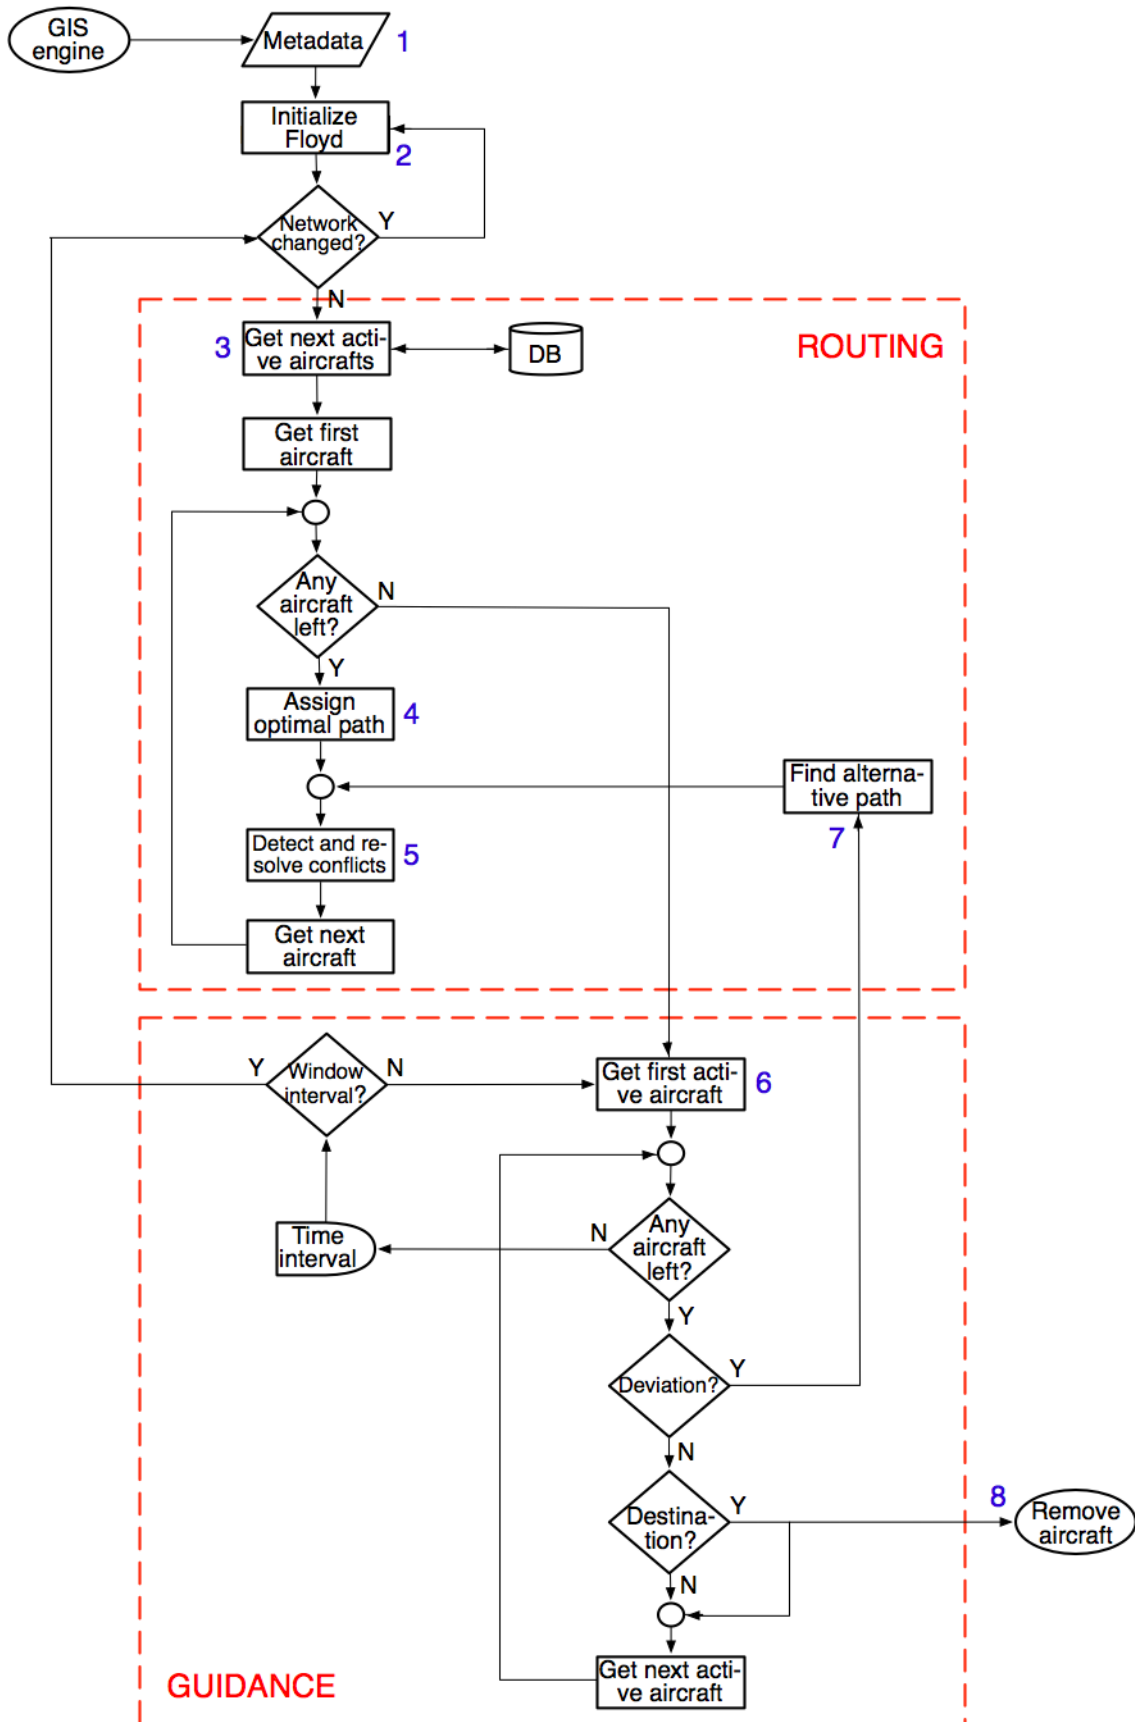 GIS
engine
Metadata
1
Initialize
Floyd
2
Network
changed?
Y
N
ROUTING
3
Get next acti-
ve aircrafts
DB
Get first
aircraft
Any
aircraft
left?
N
Y
Assign
optimal path
4
Find alterna-
tive path
7
Detect and re-
solve conflicts
5
Get next
aircraft
Y
Window
interval?
N
Get first acti-
ve aircraft
6
Time
interval
N
Any
aircraft
left?
Y
Deviation?
Y
N
Destina-
tion?
Y
8
Remove
aircraft
N
Get next acti-
ve aircraft
GUIDANCE